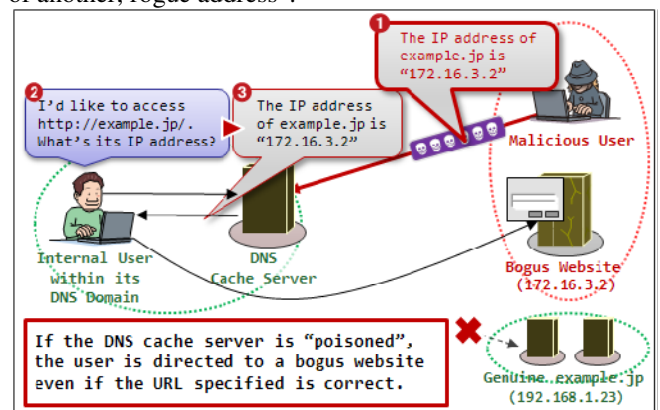 of another, rogue address".
1
The IP address of
example.jp is
“172.16.3.2”
2
I’d like to access
http://example.jp/.
What’s its IP address?
3
The IP address
of example.jp is
“172.16.3.2”
Malicious User
Internal User
within its
DNS Domain
DNS
Cache Server
Bogus Website
(172.16.3.2)
If the DNS cache server is “poisoned”,
the user is directed to a bogus website
even if the URL specified is correct.
Genuine example.jp
(192.168.1.23)